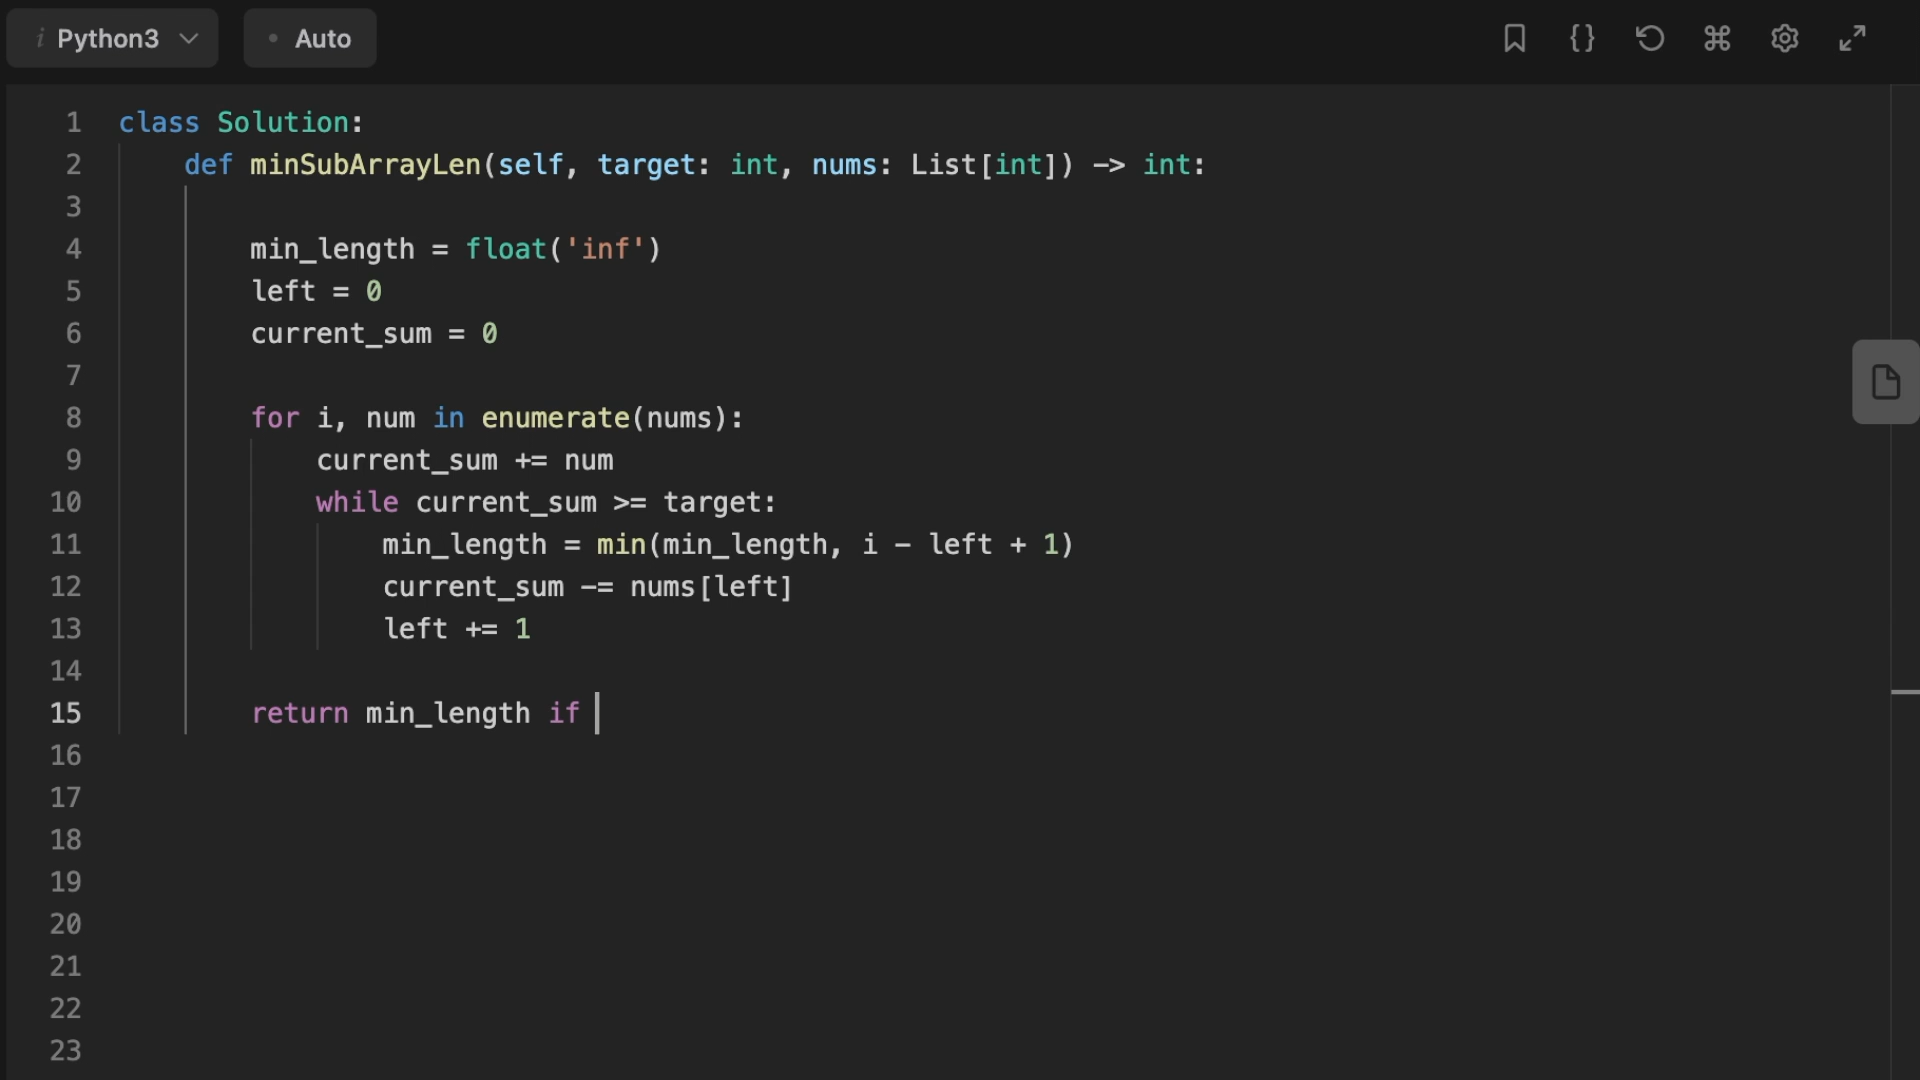 i Python3
Auto
1 class Solution:
2 def minSubArrayLen(self, target: int, nums: List[int]) -> int:
3
4 min_length = float('inf')
5 left = 0
6 current_sum = 0
7
8 for i, num in enumerate(nums):
9 current_sum += num
10 while current_sum >= target:
11 min_length = min(min_length, i - left + 1)
12 current_sum -= nums[left]
13 left += 1
14
15 return min_length if
16
17
18
19
20
21
22
23